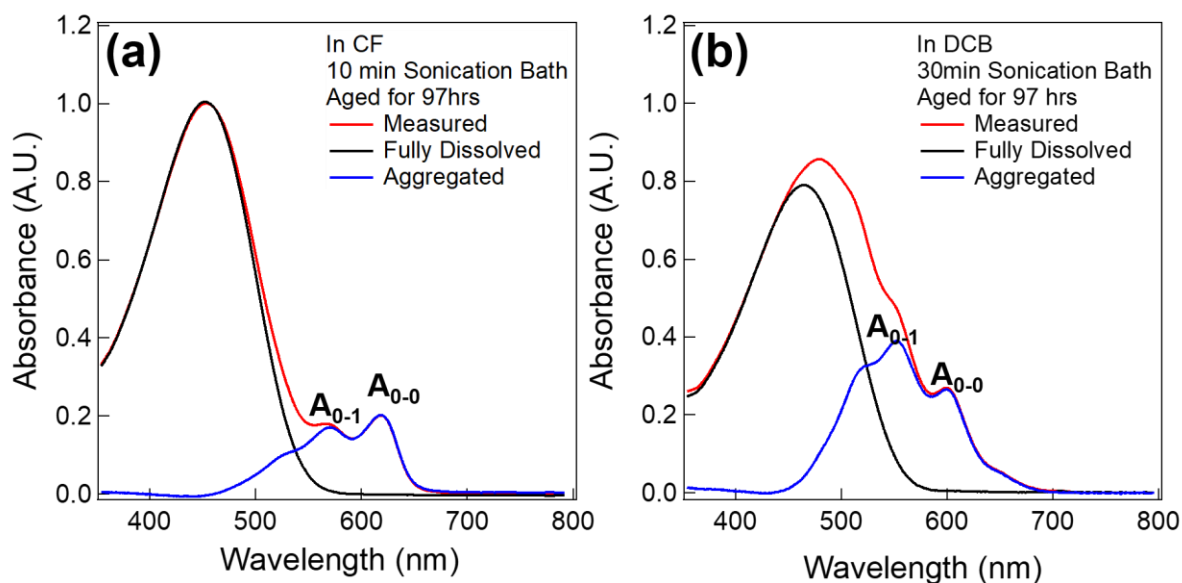 (a)
In CF
10 min Sonication Bath
Aged for 97hrs
Measured
Fully Dissolved
Aggregated
A0-1
A0-0
Absorbance (A.U.)
1.2
1.0
0.8
0.6
0.4
0.2
0.0
400 500 600 700 800
Wavelength (nm)
(b)
In DCB
30min Sonication Bath
Aged for 97 hrs
Measured
Fully Dissolved
Aggregated
A0-1
A0-0
Absorbance (A.U.)
1.2
1.0
0.8
0.6
0.4
0.2
0.0
400 500 600 700 800
Wavelength (nm)